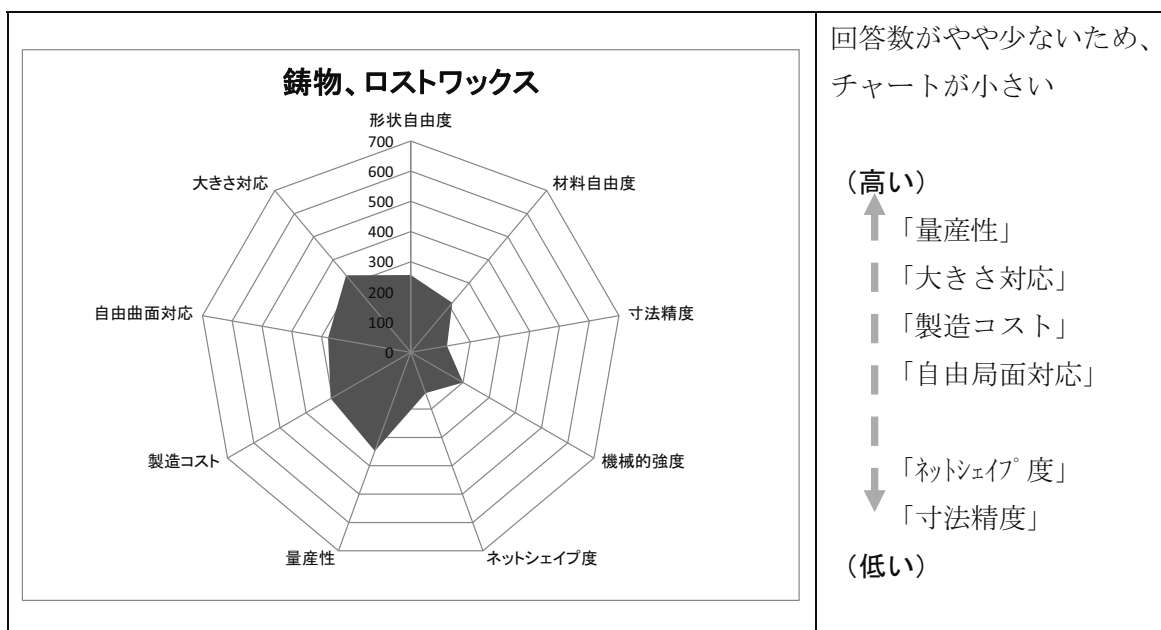 鋳物、ロストワックス
形状自由度
700
600
500
400
300
200
100
0
材料自由度
寸法精度
機械的強度
ネットシェイプ度
量産性
製造コスト
自由曲面対応
大きさ対応
回答数がやや少ないため、
チャートが小さい
（高い）
「量産性」
「大きさ対応」
「製造コスト」
「自由局面対応」
「ﾈｯﾄｼｪｲﾌﾟ度」
「寸法精度」
（低い）